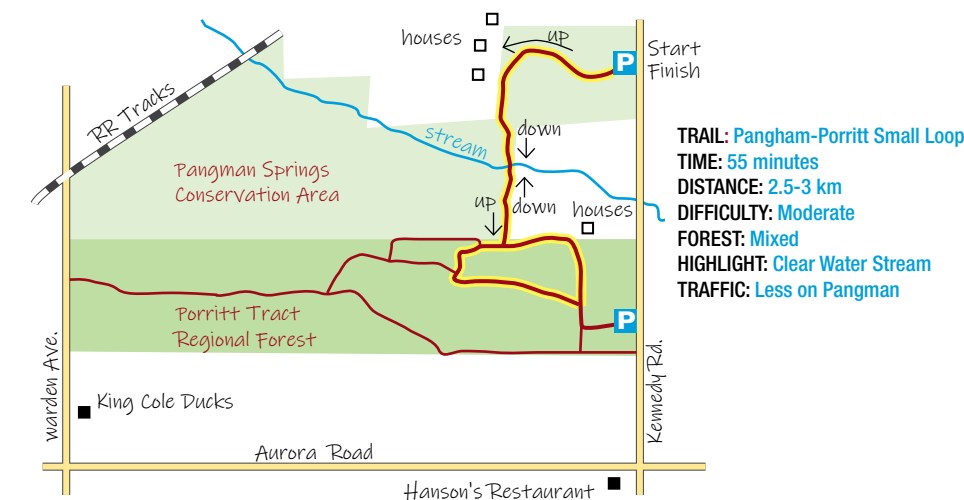 houses
up
P
Start
Finish
RR Tracks
stream
down
Pangman Springs
Conservation Area
up
down
houses
TRAIL: Pangham-Porritt Small Loop
TIME: 55 minutes
DISTANCE: 2.5-3 km
DIFFICULTY: Moderate
FOREST: Mixed
HIGHLIGHT: Clear Water Stream
TRAFFIC: Less on Pangman
Porritt Tract
Regional Forest
P
warden Ave.
Kennedy Rd.
King Cole Ducks
Aurora Road
Hanson's Restaurant